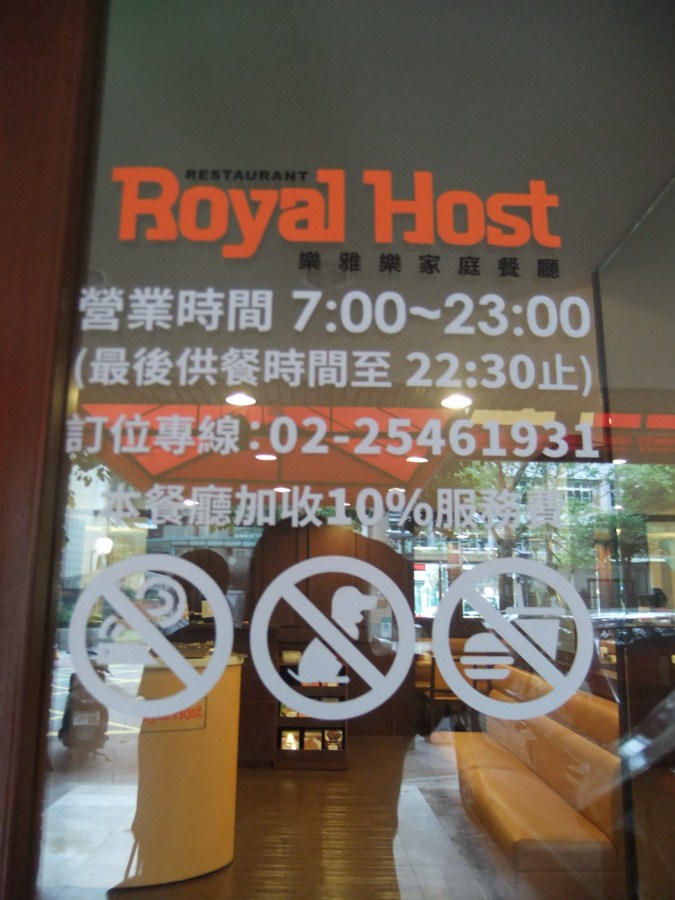 RESTAURANT
Royal Host
樂雅樂家庭餐廳
營業時間 7:00~23:00
(最後供餐時間至 22:30止)
訂位專線:02-25461931
本餐廳加收10%服務費
Royal Host